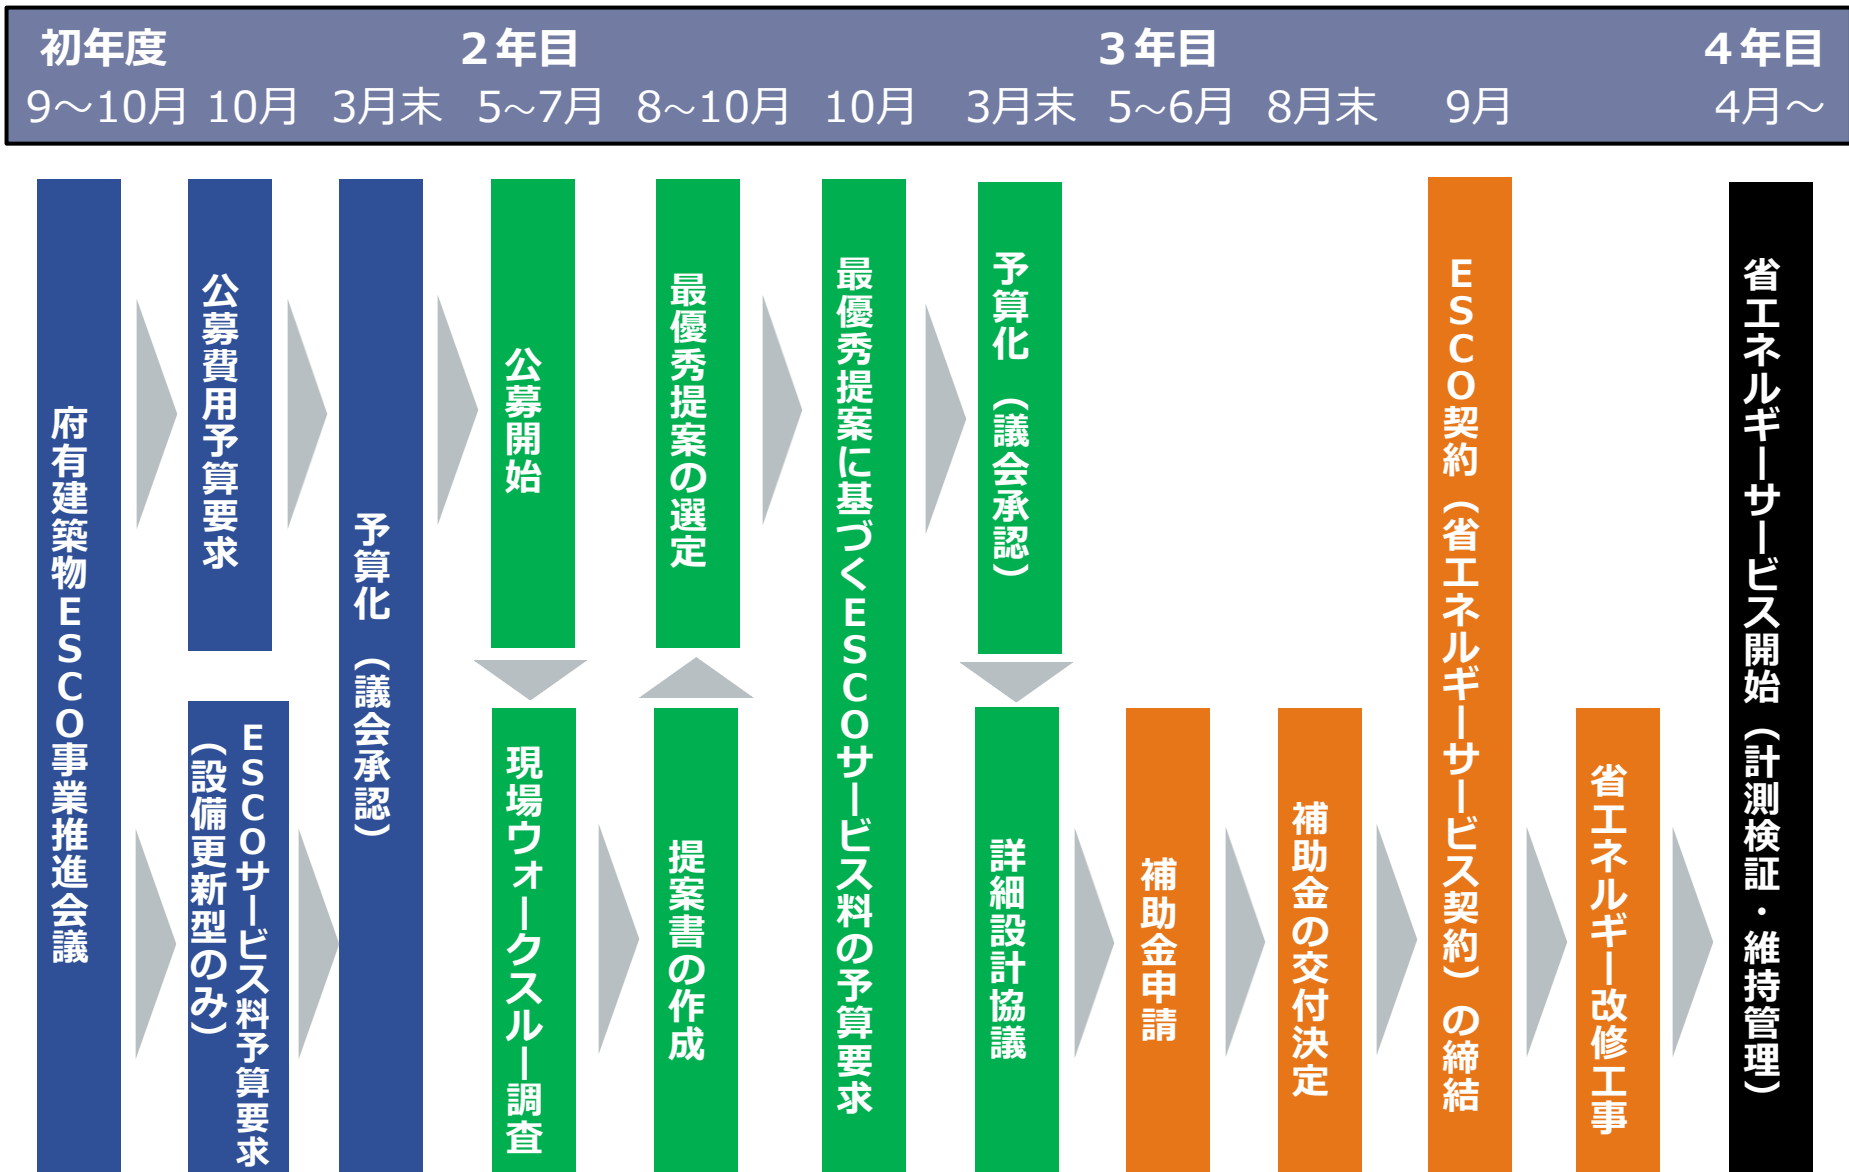 初年度 2年目 3年目 4年目
9～10月 10月 3月末 5～7月 8～10月 10月 3月末 5～6月 8月末 9月 4月～
府有建築物ESCO事業推進会議
公募費用予算要求
ESCOサービス料予算要求
（設備更新型のみ）
予算化（議会承認）
公募開始
現場ウォークスルー調査
最優秀提案の選定
提案書の作成
最優秀提案に基づくESCOサービス料の予算要求
予算化（議会承認）
詳細設計協議
補助金申請
補助金の交付決定
ESCO契約（省エネルギーサービス契約）の締結
省エネルギー改修工事
省エネルギーサービス開始（計測検証・維持管理）